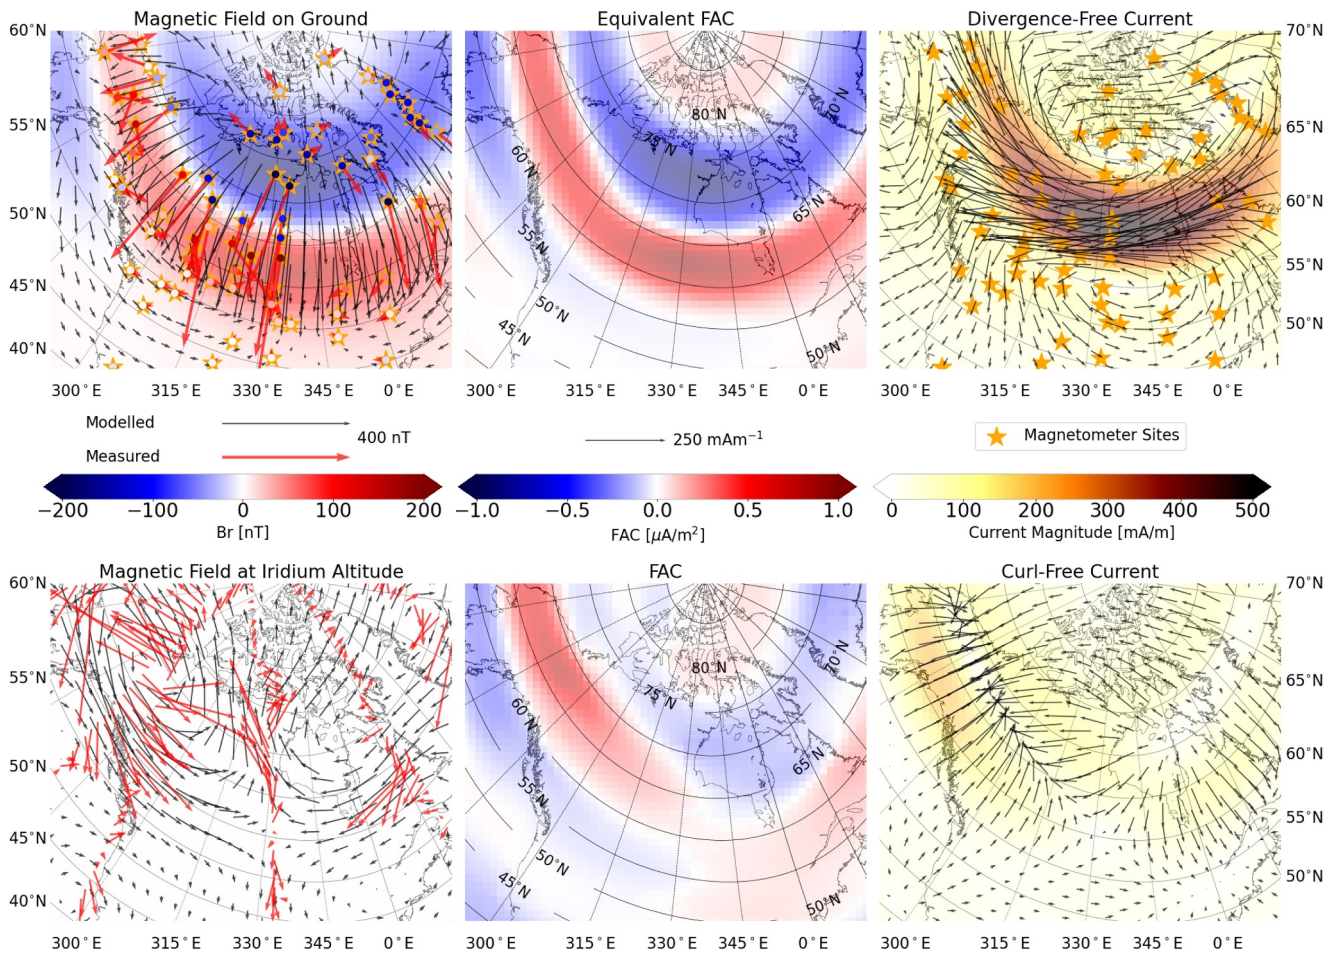 Magnetic Field on Ground
Equivalent FAC
Divergence-Free Current
60°N
55°N
50°N
45°N
40°N
80°N
75°N
70°N
60°N
65°N
55°N
50°N
45°N
50°N
70°N
65°N
60°N
55°N
50°N
300°E 315°E 330°E 345°E 0°E
300°E 315°E 330°E 345°E 0°E
300°E 315°E 330°E 345°E 0°E
Modelled
Measured
400 nT
250 mAm⁻¹
Magnetometer Sites
−200 −100 0 100 200
Br [nT]
−1.0 −0.5 0.0 0.5 1.0
FAC [μA/m²]
0 100 200 300 400 500
Current Magnitude [mA/m]
Magnetic Field at Iridium Altitude
FAC
Curl-Free Current
60°N
55°N
50°N
45°N
40°N
80°N
75°N
70°N
60°N
65°N
55°N
50°N
45°N
50°N
70°N
65°N
60°N
55°N
50°N
300°E 315°E 330°E 345°E 0°E
300°E 315°E 330°E 345°E 0°E
300°E 315°E 330°E 345°E 0°E